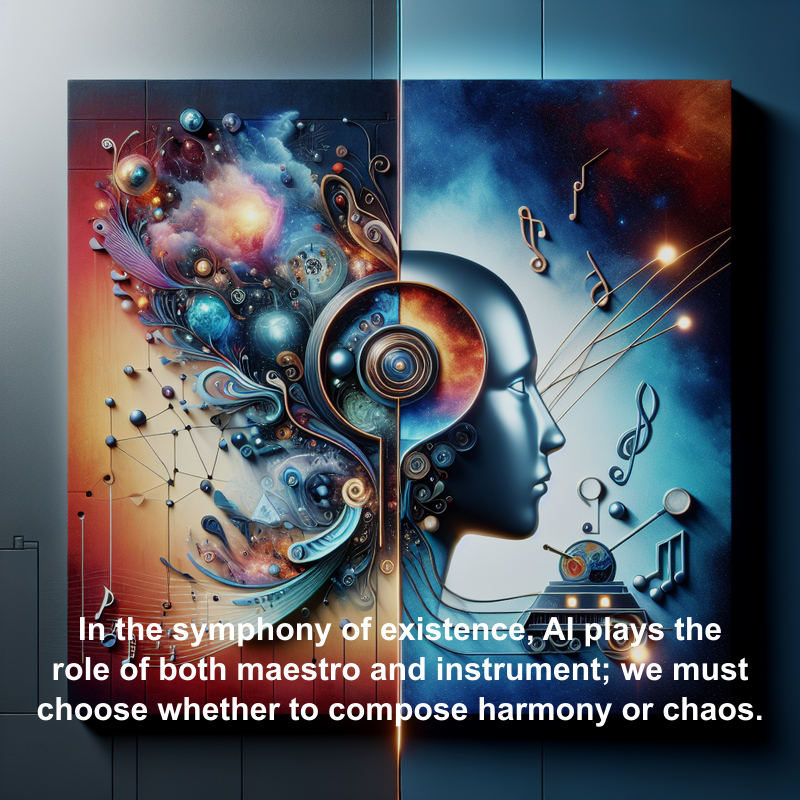 In the symphony of existence, AI plays the
role of both maestro and instrument; we must
choose whether to compose harmony or chaos.